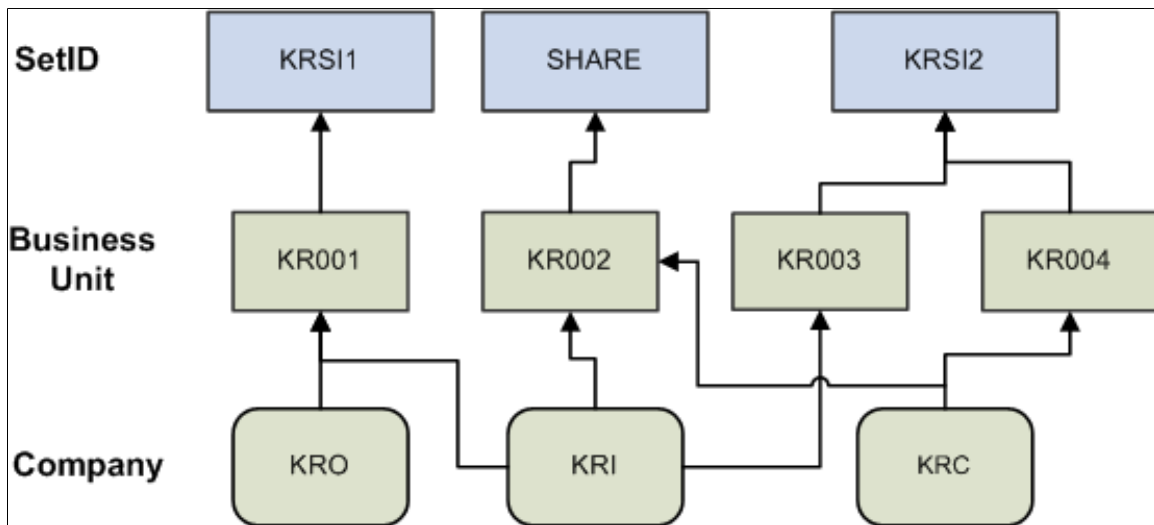 SetID
KRSI1
SHARE
KRSI2
Business
Unit
KR001
KR002
KR003
KR004
Company
KRO
KRI
KRC